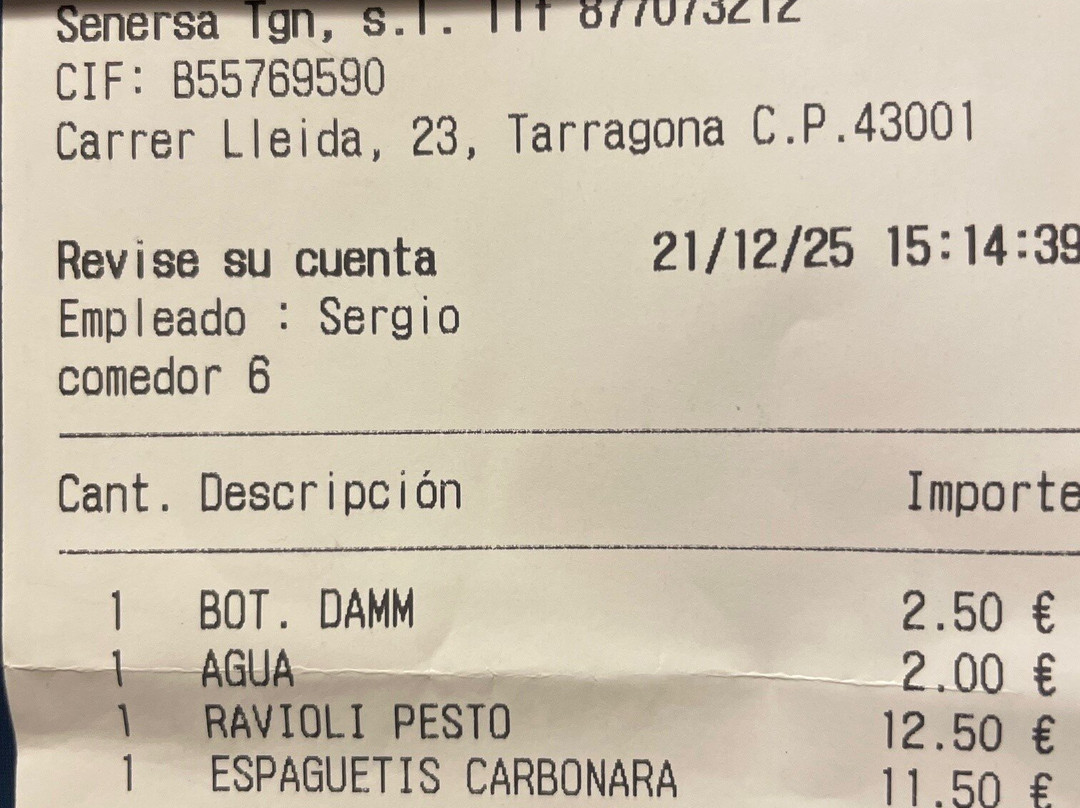 Senersa Tgn, s.l. Tlf 877073212
CIF: B55769590
Carrer Lleida, 23, Tarragona C.P.43001
Revise su cuenta 21/12/25 15:14:39
Empleado : Sergio
comedor 6
Cant. Descripción Importe
1 BOT. DAMM 2.50 €
1 AGUA 2.00 €
1 RAVIOLI PESTO 12.50 €
1 ESPAGUETIS CARBONARA 11.50 €